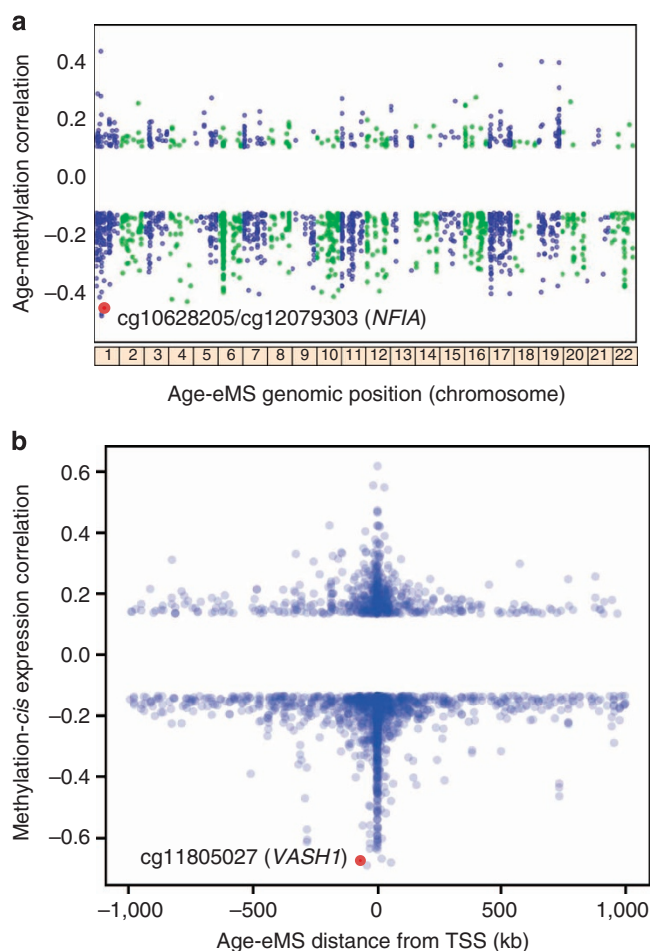 a
Age-methylation correlation
0.4
0.2
0.0
−0.2
−0.4
cg10628205/cg12079303 (NFIA)
1 2 3 4 5 6 7 8 9 10 11 12 13 14 15 16 17 18 19 20 21 22
Age-eMS genomic position (chromosome)
b
Methylation-cis expression correlation
0.6
0.4
0.2
0.0
−0.2
−0.4
−0.6
cg11805027 (VASH1)
−1,000 −500 0 500 1,000
Age-eMS distance from TSS (kb)